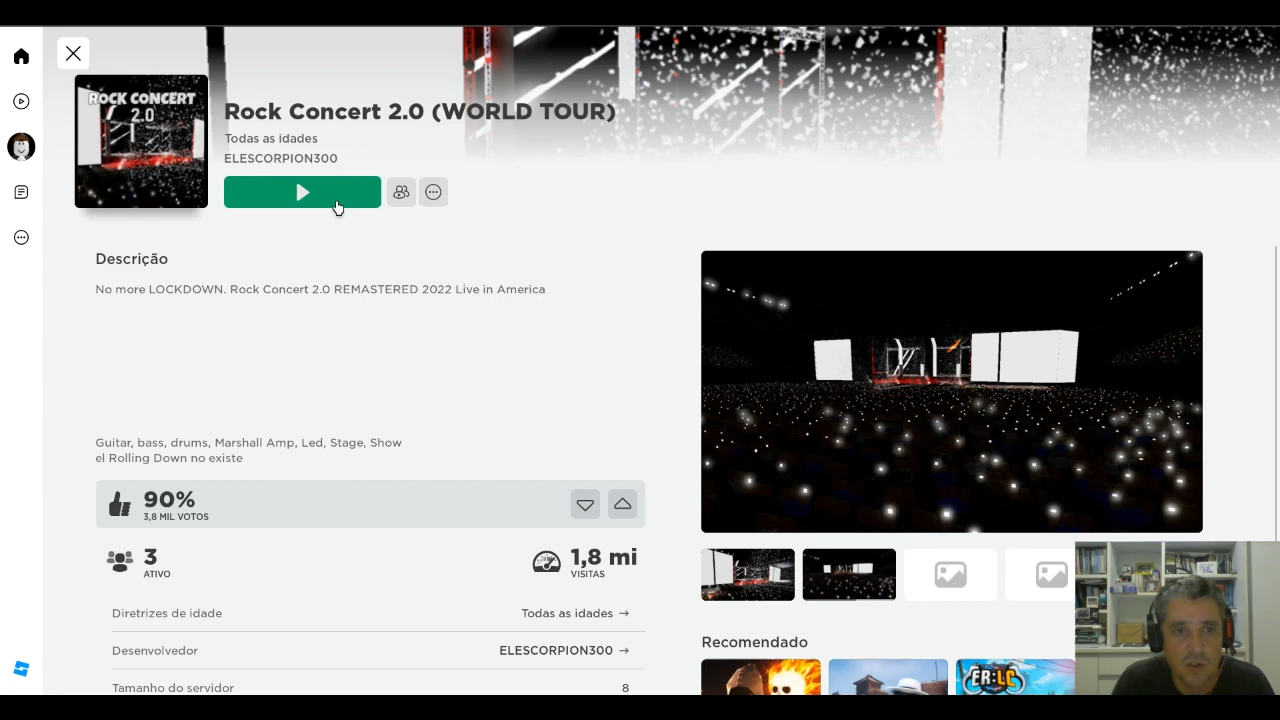 ROCK CONCERT
2.0
Rock Concert 2.0 (WORLD TOUR)
Todas as idades
ELESCORPION300
Descrição
No more LOCKDOWN. Rock Concert 2.0 REMASTERED 2022 Live in America
Guitar, bass, drums, Marshall Amp, Led, Stage, Show
el Rolling Down no existe
90%
3,8 MIL VOTOS
3
ATIVO
1,8 mi
VISITAS
Diretrizes de idade
Todas as idades →
Desenvolvedor
ELESCORPION300 →
Tamanho do servidor
8
Recomendado
ER:LC